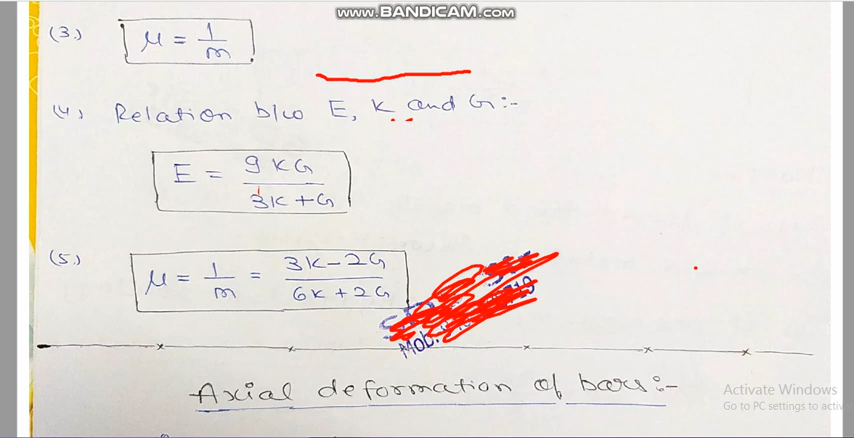 www.BANDICAM.com
(3.) μ = 1/m
(4) Relation b/w E, K and G:-
E = 9KG / 3K+G
(5.) μ = 1/m = 3K-2G / 6K+2G
Mob.
Axial deformation of bars:-
Activate Windows
Go to PC settings to activ